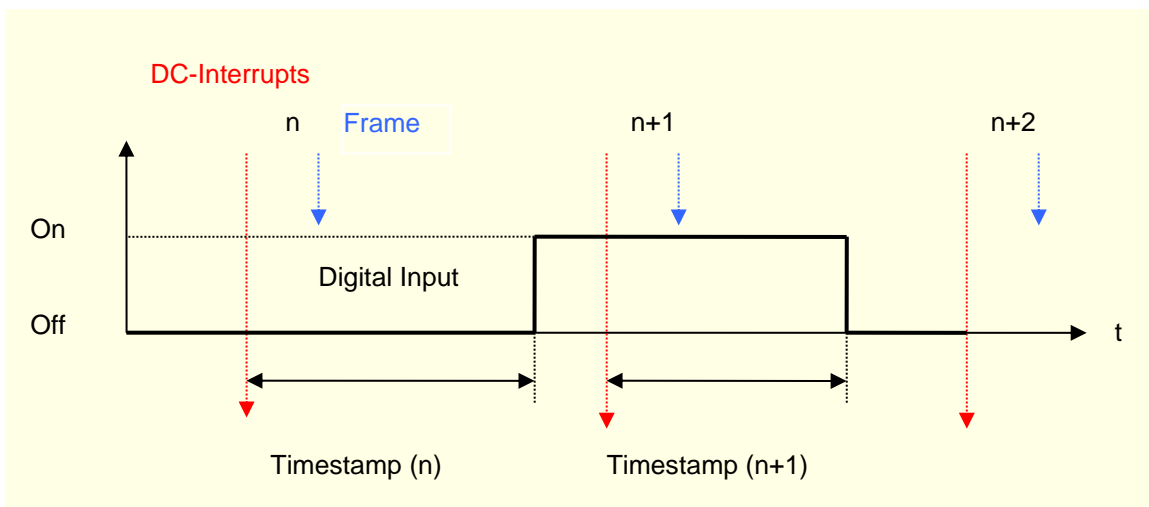 DC-Interrupts
n Frame n+1 n+2
On
Digital Input
Off
t
Timestamp (n) Timestamp (n+1)